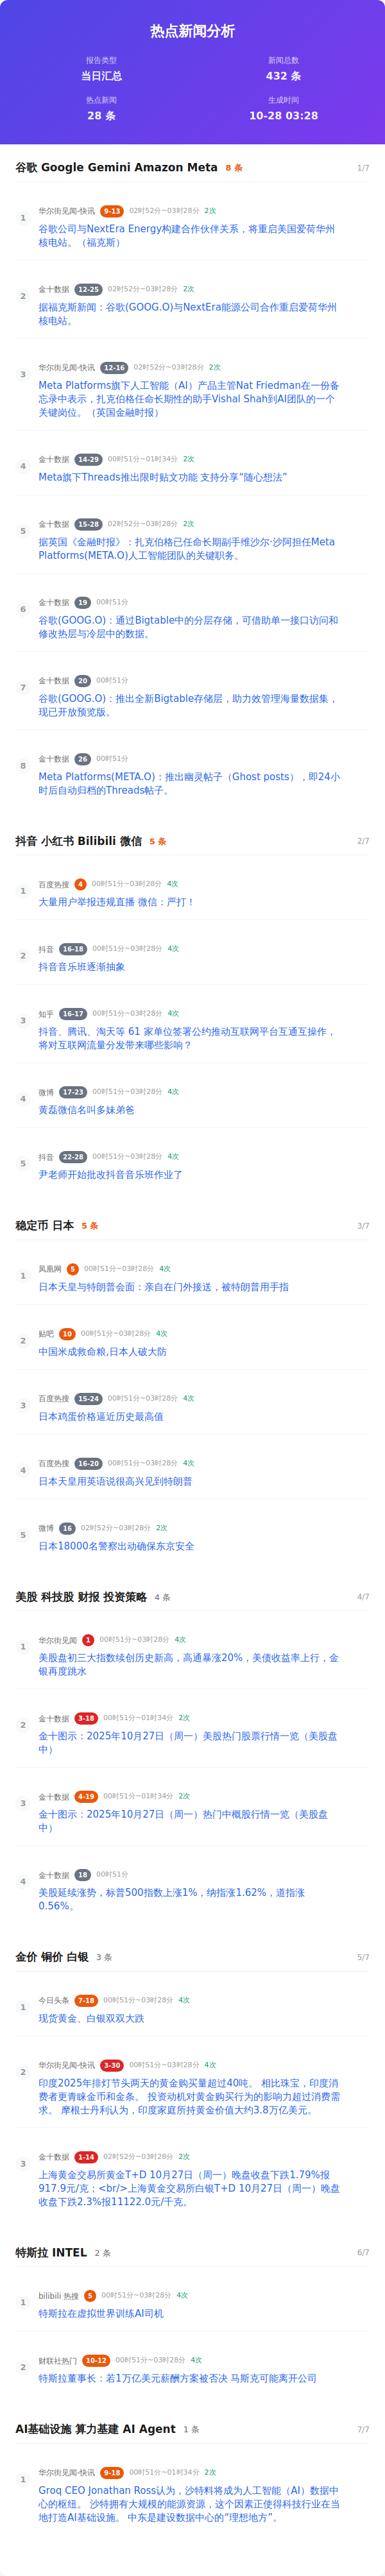 热点新闻分析
报告类型
当日汇总
新闻总数
432 条
热点新闻
28 条
生成时间
10-28 03:28
谷歌 Google Gemini Amazon Meta 8 条 1/7
1
华尔街见闻-快讯 9-13 02时52分~03时28分 2次
谷歌公司与NextEra Energy构建合作伙伴关系，将重启美国爱荷华州
核电站。（福克斯）
2
金十数据 12-25 02时52分~03时28分 2次
据福克斯新闻：谷歌(GOOG.O)与NextEra能源公司合作重启爱荷华州
核电站。
3
华尔街见闻-快讯 12-16 02时52分~03时28分 2次
Meta Platforms旗下人工智能（AI）产品主管Nat Friedman在一份备
忘录中表示，扎克伯格任命长期性的助手Vishal Shah到AI团队的一个
关键岗位。（英国金融时报）
4
金十数据 14-29 00时51分~01时34分 2次
Meta旗下Threads推出限时贴文功能 支持分享“随心想法”
5
金十数据 15-28 02时52分~03时28分 2次
据英国《金融时报》：扎克伯格已任命长期副手维沙尔·沙阿担任Meta
Platforms(META.O)人工智能团队的关键职务。
6
金十数据 19 00时51分
谷歌(GOOG.O)：通过Bigtable中的分层存储，可借助单一接口访问和
修改热层与冷层中的数据。
7
金十数据 20 00时51分
谷歌(GOOG.O)：推出全新Bigtable存储层，助力效管理海量数据集，
现已开放预览版。
8
金十数据 26 00时51分
Meta Platforms(META.O)：推出幽灵帖子（Ghost posts），即24小
时后自动归档的Threads帖子。
抖音 小红书 Bilibili 微信 5 条 2/7
1
百度热搜 4 00时51分~03时28分 4次
大量用户举报违规直播 微信：严打！
2
抖音 16-18 00时51分~03时28分 4次
抖音音乐班逐渐抽象
3
知乎 16-17 00时51分~03时28分 4次
抖音、腾讯、淘天等 61 家单位签署公约推动互联网平台互通互操作，
将对互联网流量分发带来哪些影响？
4
微博 17-23 00时51分~03时28分 4次
黄磊微信名叫多妹弟爸
5
抖音 22-28 00时51分~03时28分 4次
尹老师开始批改抖音音乐班作业了
稳定币 日本 5 条 3/7
1
凤凰网 5 00时51分~03时28分 4次
日本天皇与特朗普会面：亲自在门外接送，被特朗普用手指
2
贴吧 10 00时51分~03时28分 4次
中国米成救命粮,日本人破大防
3
百度热搜 15-24 00时51分~03时28分 4次
日本鸡蛋价格逼近历史最高值
4
百度热搜 16-20 00时51分~03时28分 4次
日本天皇用英语说很高兴见到特朗普
5
微博 16 02时52分~03时28分 2次
日本18000名警察出动确保东京安全
美股 科技股 财报 投资策略 4 条 4/7
1
华尔街见闻 1 00时51分~03时28分 4次
美股盘初三大指数续创历史新高，高通暴涨20%，美债收益率上行，金
银再度跳水
2
金十数据 3-18 00时51分~01时34分 2次
金十图示：2025年10月27日（周一）美股热门股票行情一览（美股盘
中）
3
金十数据 4-19 00时51分~01时34分 2次
金十图示：2025年10月27日（周一）热门中概股行情一览（美股盘
中）
4
金十数据 18 00时51分
美股延续涨势，标普500指数上涨1%，纳指涨1.62%，道指涨
0.56%。
金价 铜价 白银 3 条 5/7
1
今日头条 7-18 00时51分~03时28分 4次
现货黄金、白银双双大跌
2
华尔街见闻-快讯 3-30 00时51分~03时28分 4次
印度2025年排灯节头两天的黄金购买量超过40吨。 相比珠宝，印度消
费者更青睐金币和金条。 投资动机对黄金购买行为的影响力超过消费需
求。 摩根士丹利认为，印度家庭所持黄金价值大约3.8万亿美元。
3
金十数据 1-14 02时52分~03时28分 2次
上海黄金交易所黄金T+D 10月27日（周一）晚盘收盘下跌1.79%报
917.9元/克；<br/>上海黄金交易所白银T+D 10月27日（周一）晚盘
收盘下跌2.3%报11122.0元/千克。
特斯拉 INTEL 2 条 6/7
1
bilibili 热搜 5 00时51分~03时28分 4次
特斯拉在虚拟世界训练AI司机
2
财联社热门 10-12 00时51分~03时28分 4次
特斯拉董事长：若1万亿美元薪酬方案被否决 马斯克可能离开公司
AI基础设施 算力基建 AI Agent 1 条 7/7
1
华尔街见闻-快讯 9-18 00时51分~01时34分 2次
Groq CEO Jonathan Ross认为，沙特料将成为人工智能（AI）数据中
心的枢纽。 沙特拥有大规模的能源资源，这个因素正使得科技行业在当
地打造AI基础设施。 中东是建设数据中心的“理想地方”。